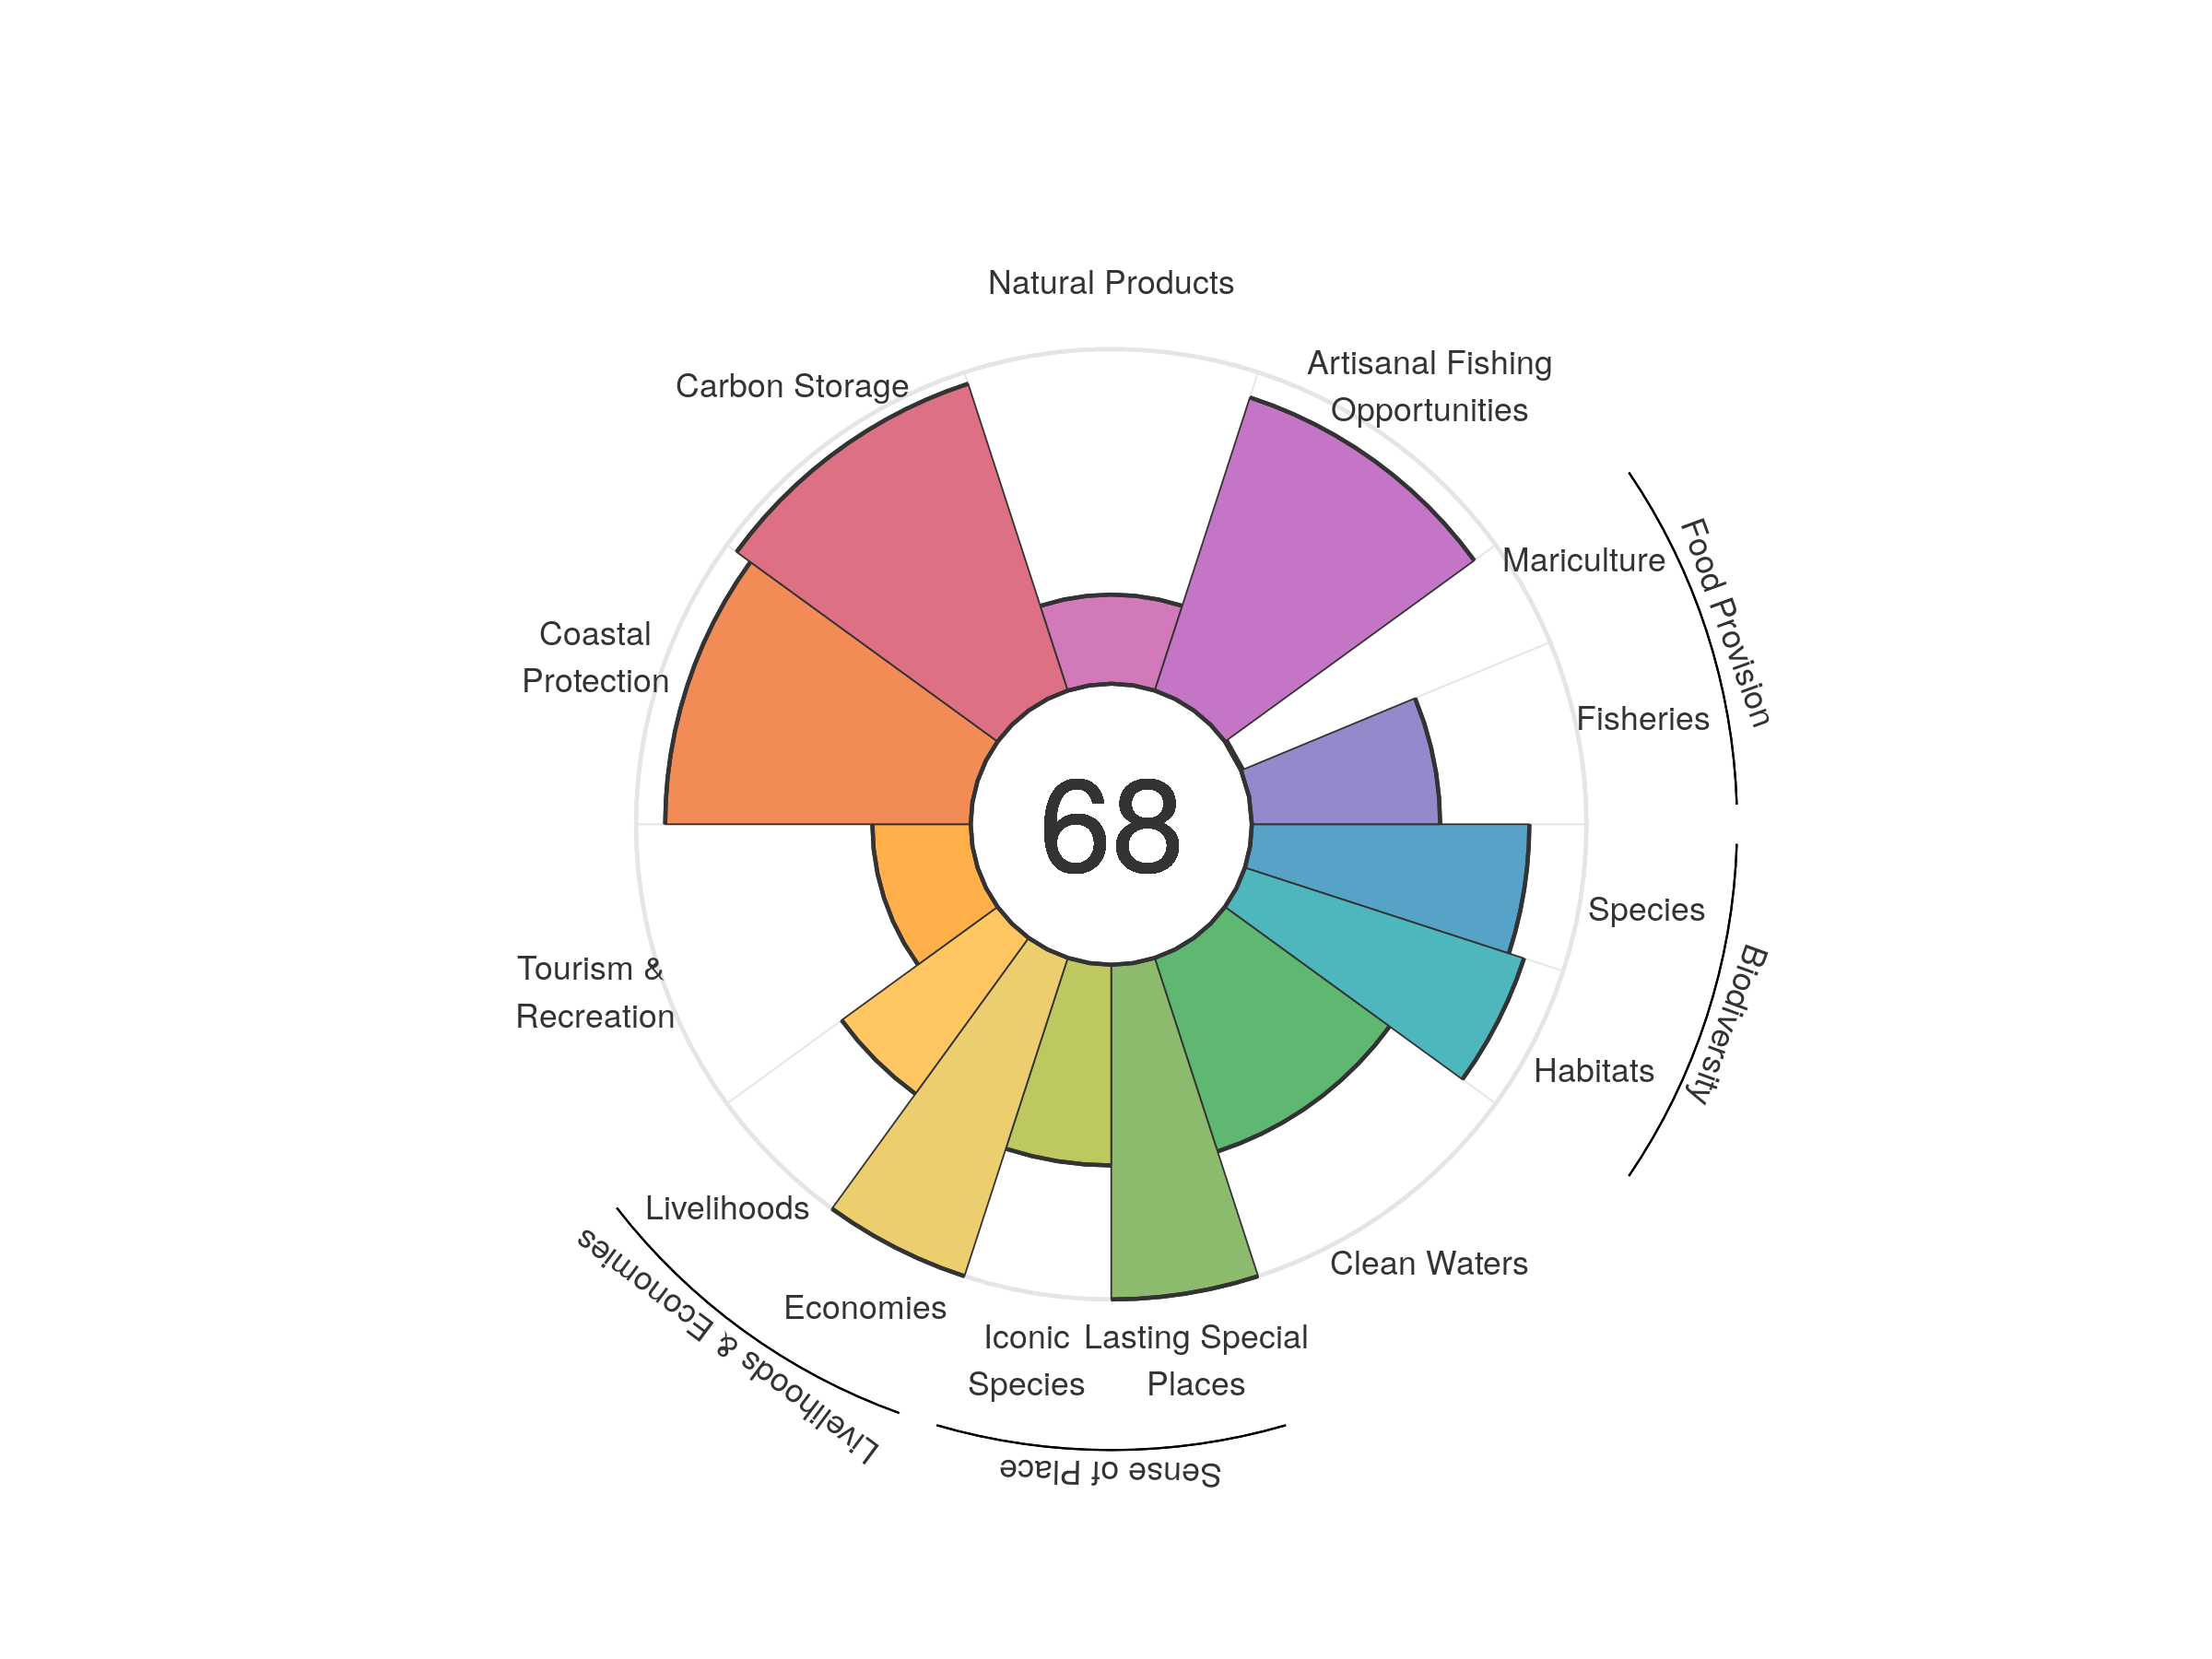 Natural Products
Artisanal Fishing
Opportunities
Carbon Storage
Mariculture
Food Provision
Coastal
Protection
Fisheries
68
Species
Biodiversity
Tourism &
Recreation
Habitats
Livelihoods
Clean Waters
Livelihoods & Economies
Economies
Iconic
Species
Lasting Special
Places
Sense of Place